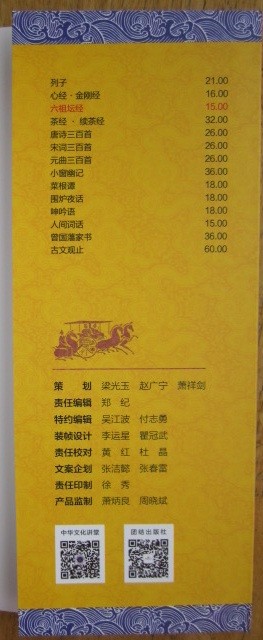 列子 21.00
心经·金刚经 16.00
六祖坛经 15.00
茶经·续茶经 32.00
唐诗三百首 26.00
宋词三百首 26.00
元曲三百首 26.00
小窗幽记 36.00
菜根谭 18.00
围炉夜话 18.00
呻吟语 18.00
人间词话 15.00
曾国藩家书 36.00
古文观止 60.00
策 划 梁光玉 赵广宁 萧祥剑
责任编辑 郑 纪
特约编辑 吴江波 付志勇
装帧设计 李运星 瞿冠武
责任校对 黄 红 杜 晶
文案企划 张洁懿 张春富
责任印制 徐 秀
产品监制 萧炳良 周晓斌
中华文化讲堂 团结出版社